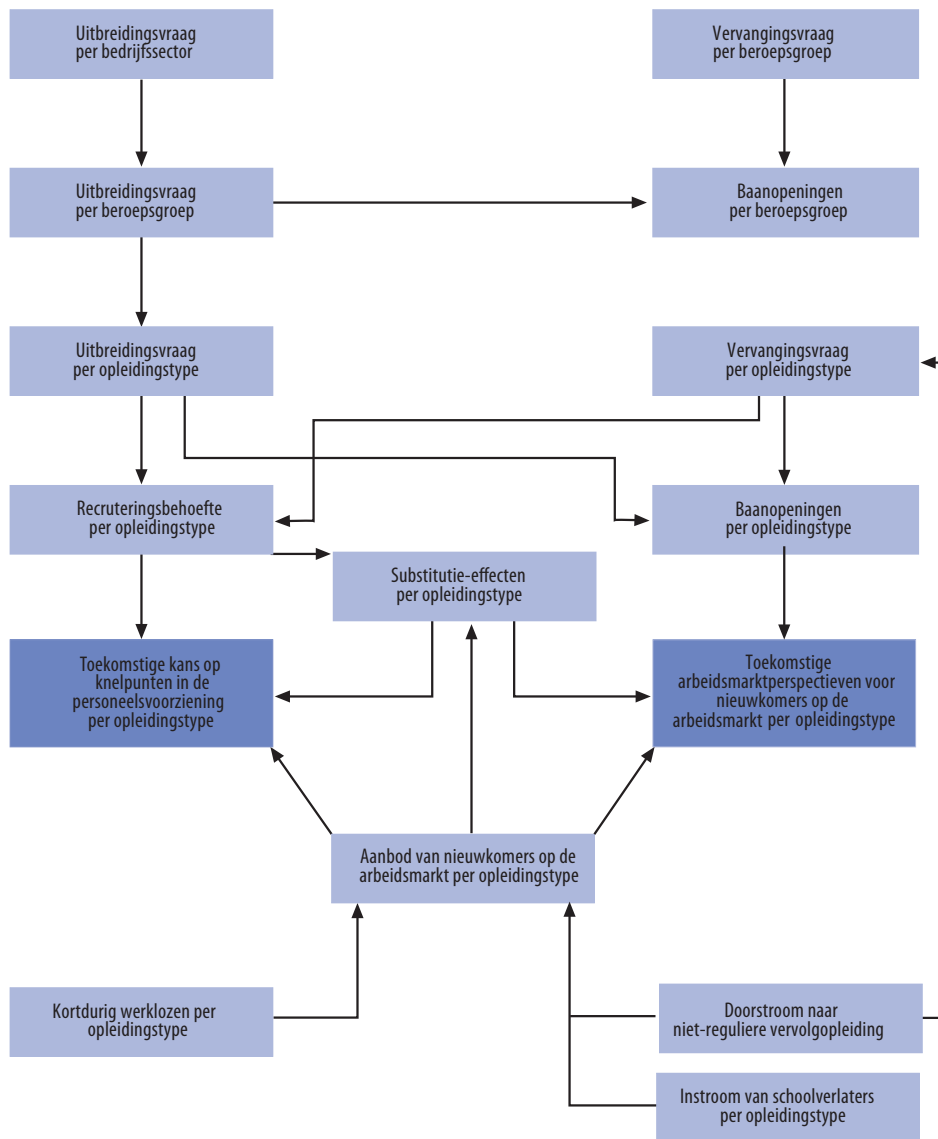 Uitbreidingsvraag
per bedrijfssector
Vervangingsvraag
per beroepsgroep
Uitbreidingsvraag
per beroepsgroep
Baanopeningen
per beroepsgroep
Uitbreidingsvraag
per opleidingstype
Vervangingsvraag
per opleidingstype
Recruteringsbehoefte
per opleidingstype
Baanopeningen
per opleidingstype
Substitutie-effecten
per opleidingstype
Toekomstige kans op
knelpunten in de
personeelsvoorziening
per opleidingstype
Toekomstige
arbeidsmarktperspectieven voor
nieuwkomers op de
arbeidsmarkt per opleidingstype
Aanbod van nieuwkomers op de
arbeidsmarkt per opleidingstype
Kortdurig werklozen per
opleidingstype
Doorstroom naar
niet-reguliere vervolgopleiding
Instroom van schoolverlaters
per opleidingstype